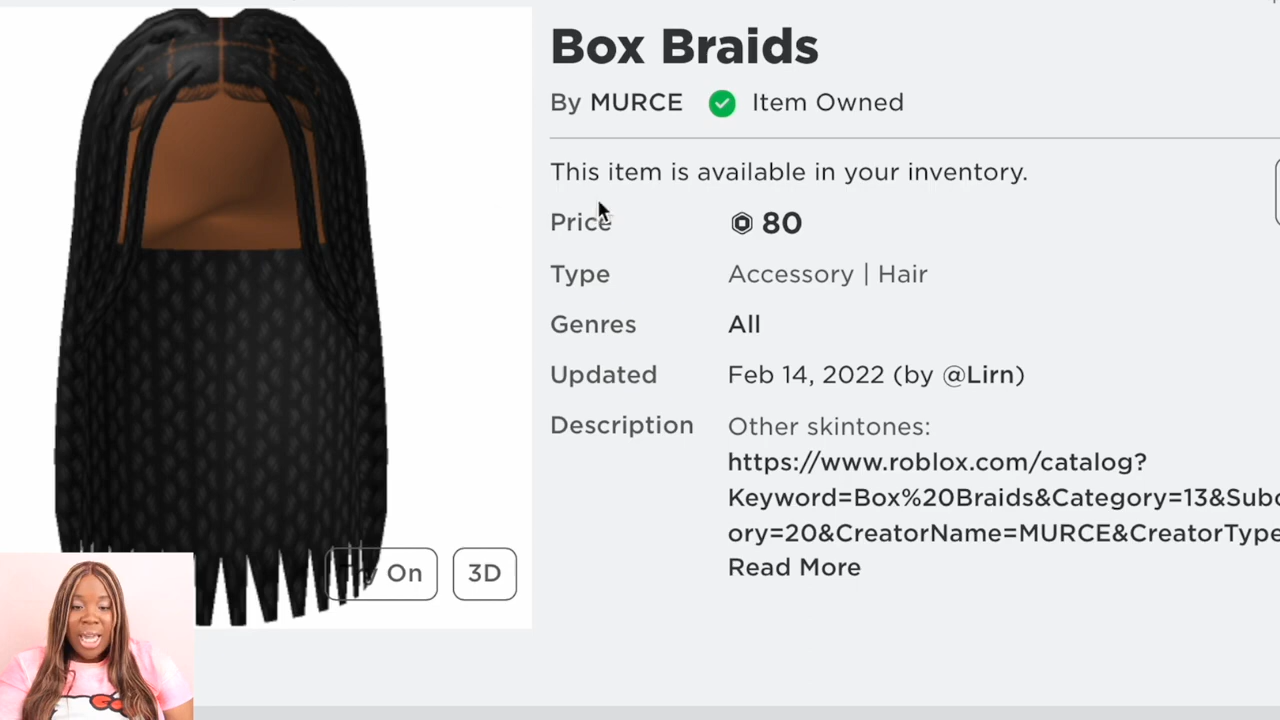 Box Braids
By MURCE Item Owned
This item is available in your inventory.
Price 80
Type Accessory | Hair
Genres All
Updated Feb 14, 2022 (by @Lirn)
Description Other skintones:
https://www.roblox.com/catalog?
Keyword=Box%20Braids&Category=13&Subc
ory=20&CreatorName=MURCE&CreatorType
Read More
Try On 3D